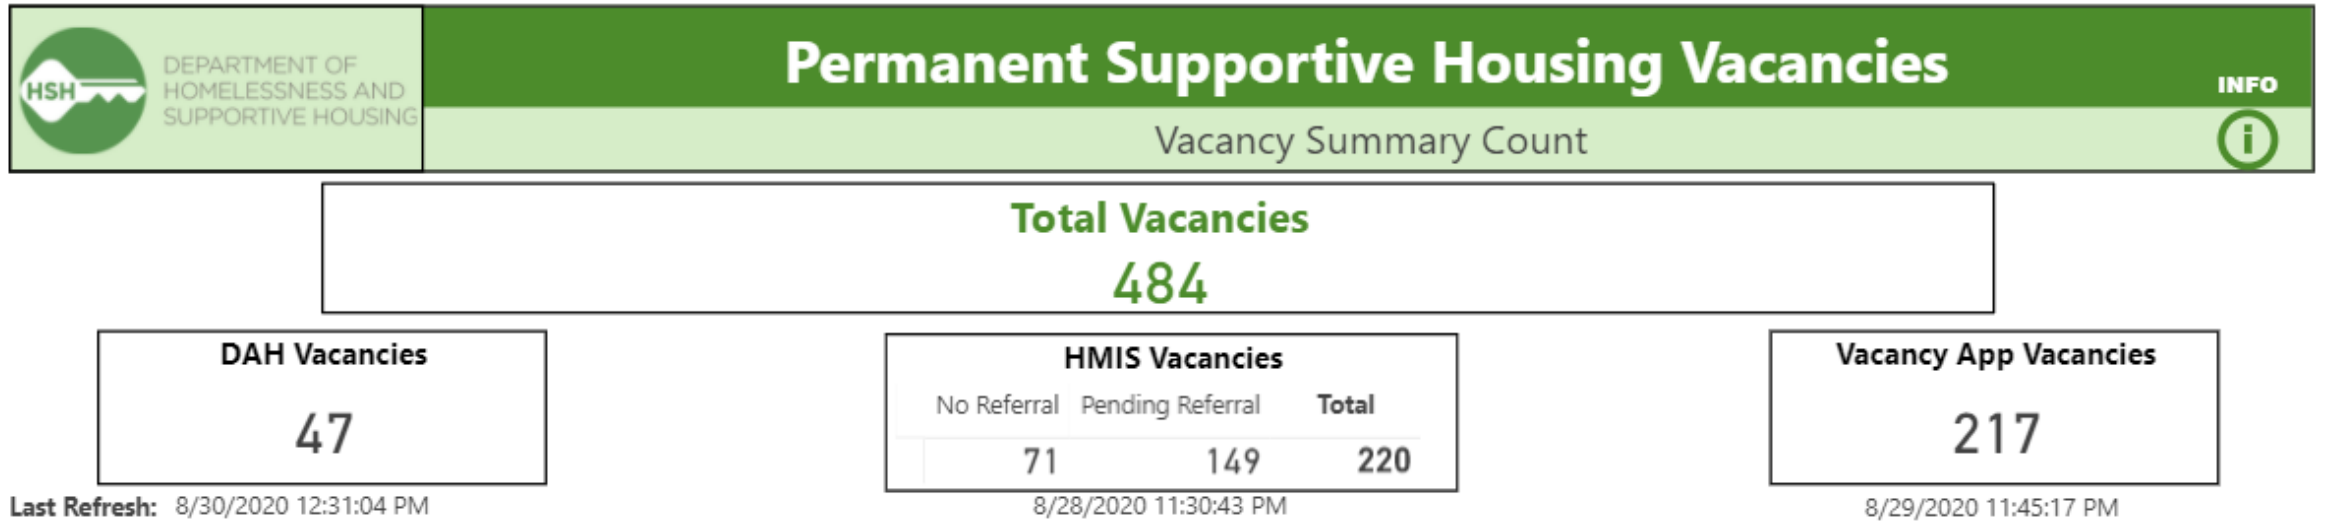 HSH
DEPARTMENT OF
HOMELESSNESS AND
SUPPORTIVE HOUSING
Permanent Supportive Housing Vacancies
INFO
Vacancy Summary Count
i
Total Vacancies
484
DAH Vacancies
47
HMIS Vacancies
No Referral Pending Referral Total
71 149 220
Vacancy App Vacancies
217
Last Refresh: 8/30/2020 12:31:04 PM
8/28/2020 11:30:43 PM
8/29/2020 11:45:17 PM